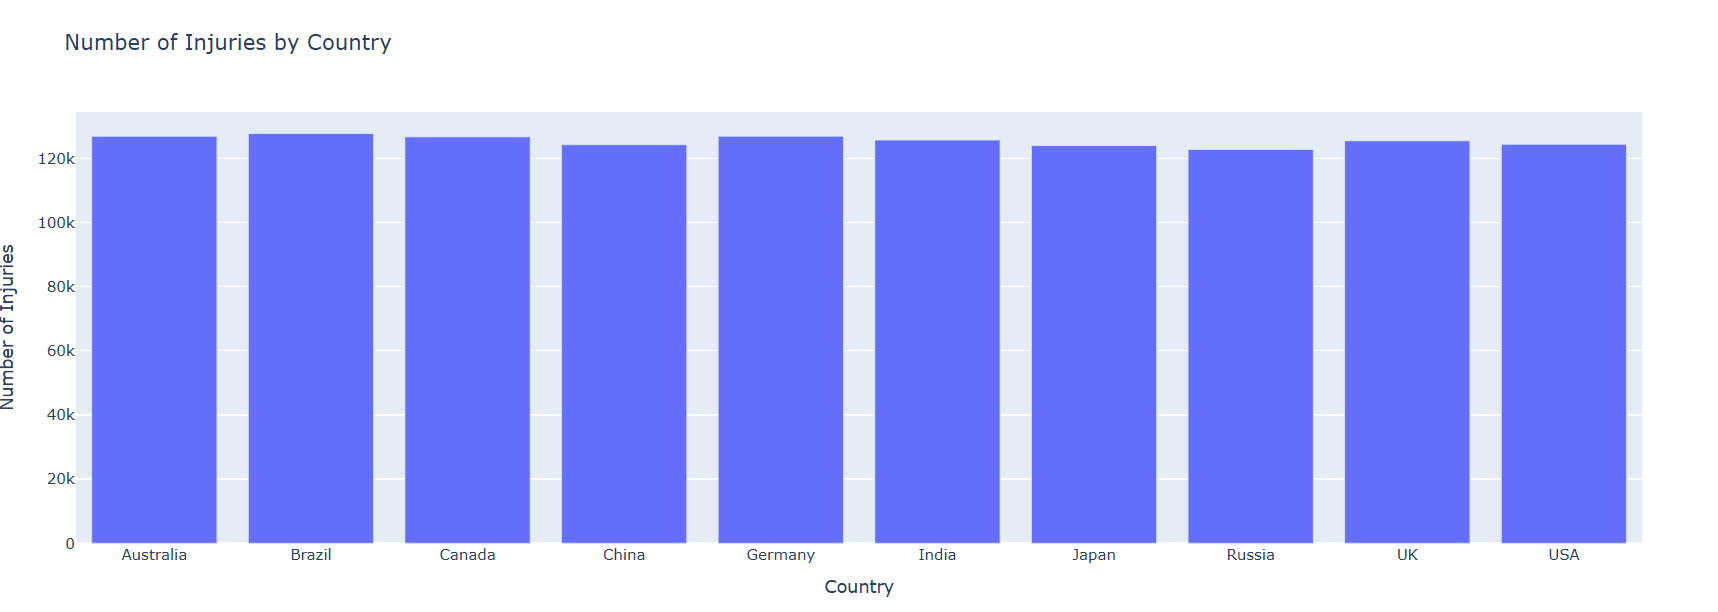 Number of Injuries by Country
Number of Injuries
120k
100k
80k
60k
40k
20k
0
Australia Brazil Canada China Germany India Japan Russia UK USA
Country